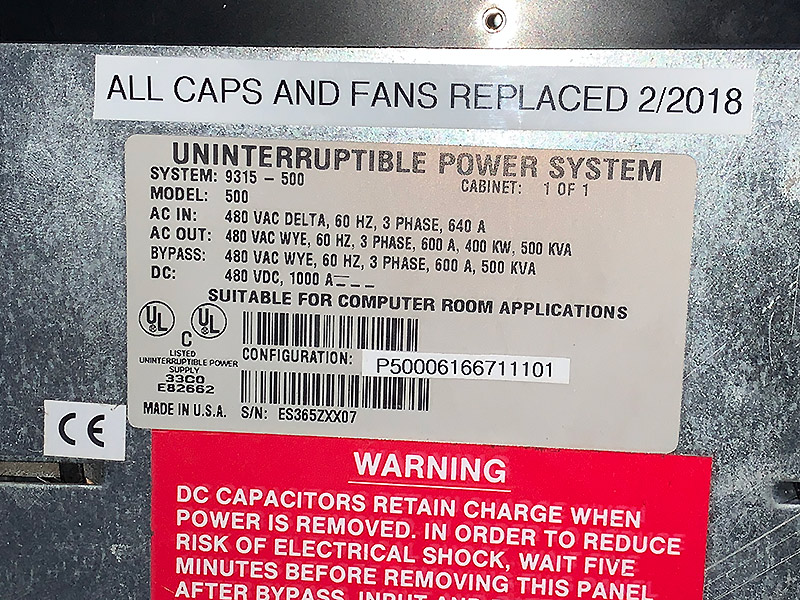 ALL CAPS AND FANS REPLACED 2/2018
UNINTERRUPTIBLE POWER SYSTEM
SYSTEM: 9315 - 500
CABINET: 1 OF 1
MODEL: 500
AC IN: 480 VAC DELTA, 60 HZ, 3 PHASE, 640 A
AC OUT: 480 VAC WYE, 60 HZ, 3 PHASE, 600 A, 400 KW, 500 KVA
BYPASS: 480 VAC WYE, 60 HZ, 3 PHASE, 600 A, 500 KVA
DC: 480 VDC, 1000 A
SUITABLE FOR COMPUTER ROOM APPLICATIONS
UL UL
C
LISTED
UNINTERRUPTIBLE POWER
SUPPLY
33C0
E82662
CONFIGURATION: P50006166711101
MADE IN U.S.A. S/N: ES365ZXX07
CE
WARNING
DC CAPACITORS RETAIN CHARGE WHEN
POWER IS REMOVED. IN ORDER TO REDUCE
RISK OF ELECTRICAL SHOCK, WAIT FIVE
MINUTES BEFORE REMOVING THIS PANEL
AFTER BYPASS, INPUT AND